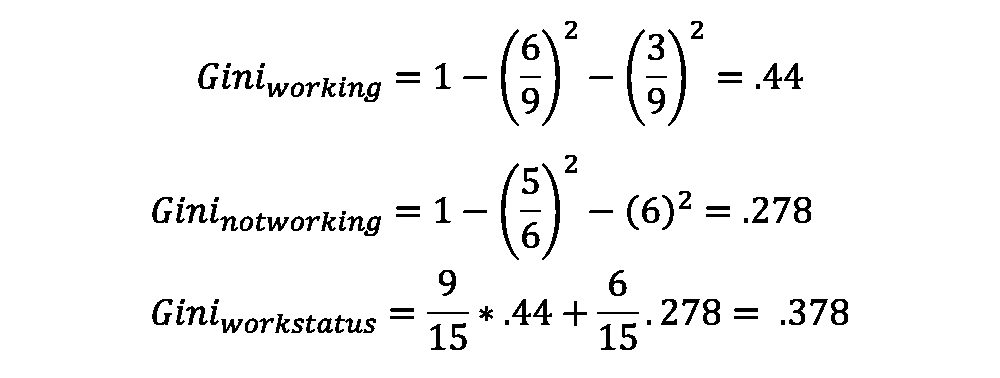 Gini_working = 1 − (6/9)² − (3/9)² = .44
Gini_notworking = 1 − (5/6)² − (6)² = .278
Gini_workstatus = 9/15 * .44 + 6/15 . 278 = .378